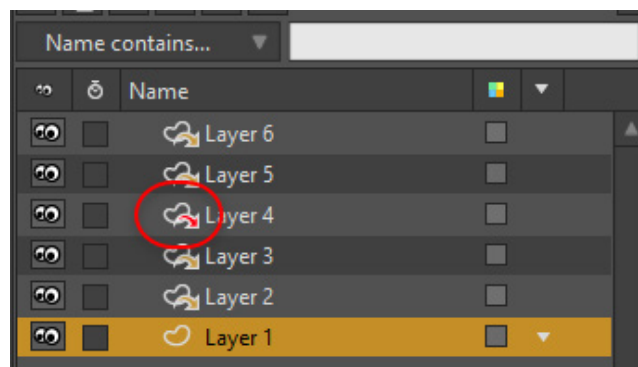 Name contains...
Name
Layer 6
Layer 5
Layer 4
Layer 3
Layer 2
Layer 1